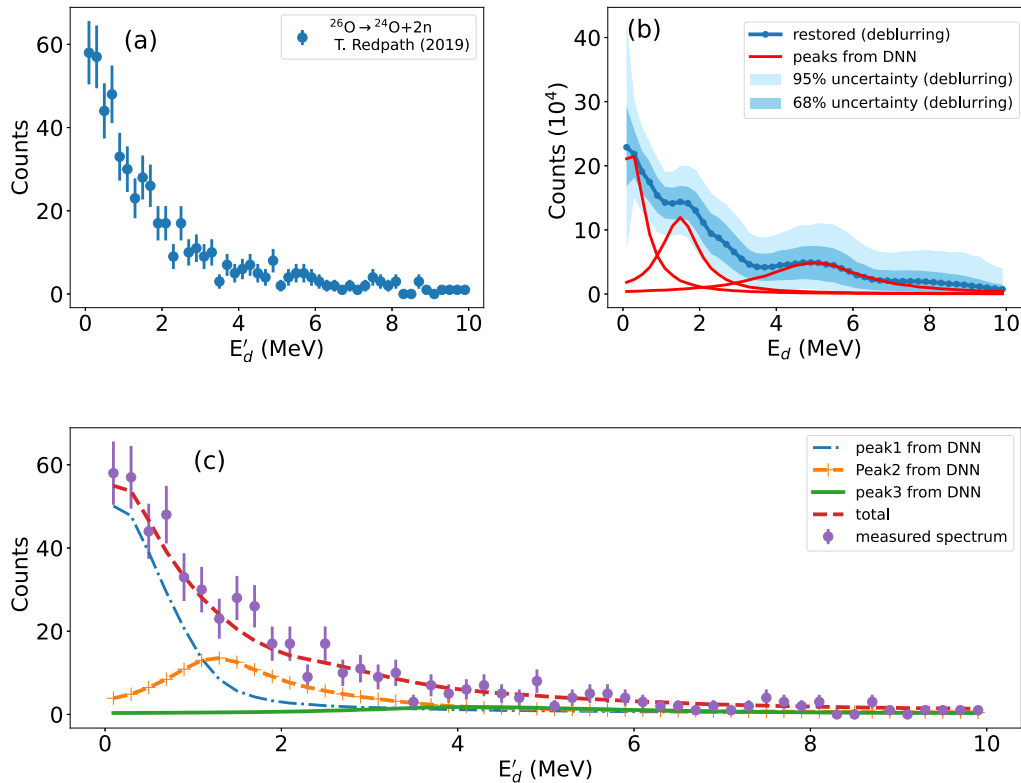 (a)
²⁶O→²⁴O+2n
T. Redpath (2019)
Counts
60
40
20
0
0
2
4
6
8
10
E′d (MeV)
(b)
restored (deblurring)
peaks from DNN
95% uncertainty (deblurring)
68% uncertainty (deblurring)
Counts (10⁴)
40
30
20
10
0
0
2
4
6
8
10
Ed (MeV)
(c)
peak1 from DNN
Peak2 from DNN
peak3 from DNN
total
measured spectrum
Counts
60
40
20
0
0
2
4
6
8
10
E′d (MeV)